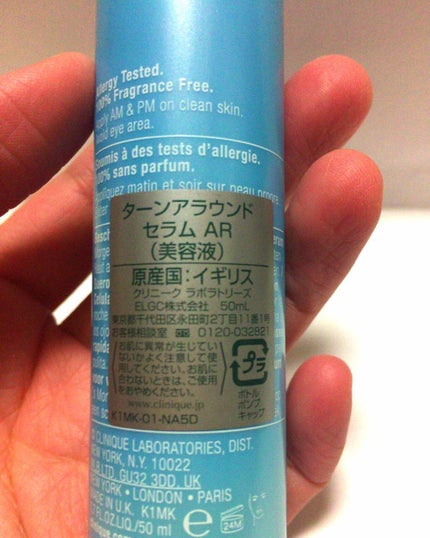 Allergy Tested.
100% Fragrance Free.
Apply AM & PM on clean skin.
Avoid eye area.
Soumis à des tests d'allergie.
100% sans parfum.
Appliquez matin et soir sur peau propre.
ターンアラウンド
セラム AR
(美容液)
原産国:イギリス
クリニーク ラボラトリーズ
ELGC株式会社 50mL
東京都千代田区永田町2丁目11番1号
お客様相談室 0120-032821
お肌に異常が生じてい
ないかよく注意して使
用してください。お肌に
合わないときは、ご使用
をおやめください。
プラ
ボトル
ポンプ
キャップ
www.clinique.jp
K1MK-01-NA5D
CLINIQUE LABORATORIES, DIST.
NEW YORK, N.Y. 10022
GU32 3DD, UK
NEW YORK • LONDON • PARIS
MADE IN U.K. K1MK
FL.OZ.LIQ./50 ml
e
24M